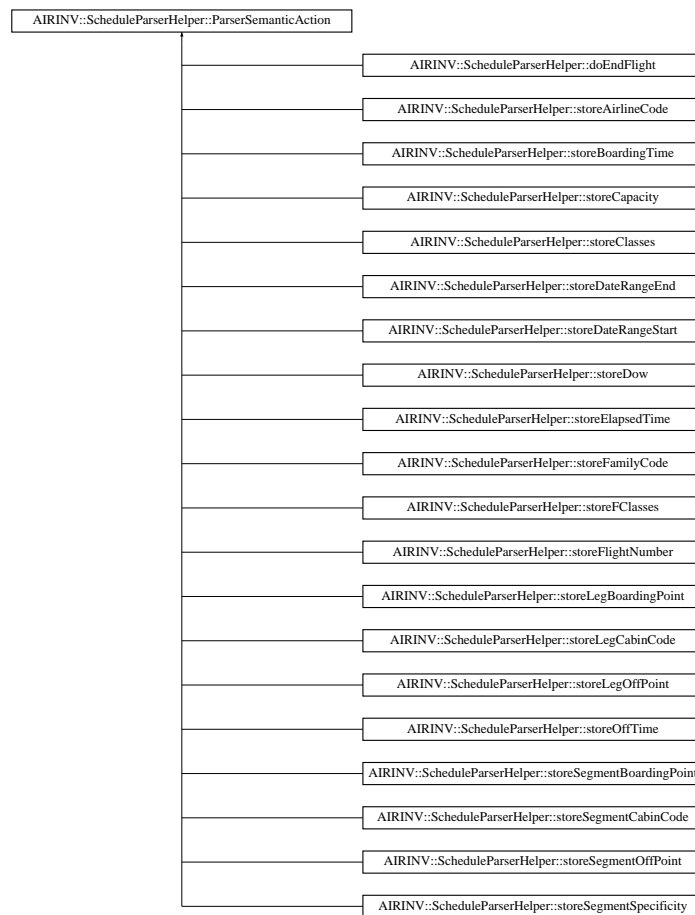 AIRINV::ScheduleParserHelper::ParserSemanticAction
AIRINV::ScheduleParserHelper::doEndFlight
AIRINV::ScheduleParserHelper::storeAirlineCode
AIRINV::ScheduleParserHelper::storeBoardingTime
AIRINV::ScheduleParserHelper::storeCapacity
AIRINV::ScheduleParserHelper::storeClasses
AIRINV::ScheduleParserHelper::storeDateRangeEnd
AIRINV::ScheduleParserHelper::storeDateRangeStart
AIRINV::ScheduleParserHelper::storeDow
AIRINV::ScheduleParserHelper::storeElapsedTime
AIRINV::ScheduleParserHelper::storeFamilyCode
AIRINV::ScheduleParserHelper::storeFClasses
AIRINV::ScheduleParserHelper::storeFlightNumber
AIRINV::ScheduleParserHelper::storeLegBoardingPoint
AIRINV::ScheduleParserHelper::storeLegCabinCode
AIRINV::ScheduleParserHelper::storeLegOffPoint
AIRINV::ScheduleParserHelper::storeOffTime
AIRINV::ScheduleParserHelper::storeSegmentBoardingPoint
AIRINV::ScheduleParserHelper::storeSegmentCabinCode
AIRINV::ScheduleParserHelper::storeSegmentOffPoint
AIRINV::ScheduleParserHelper::storeSegmentSpecificity